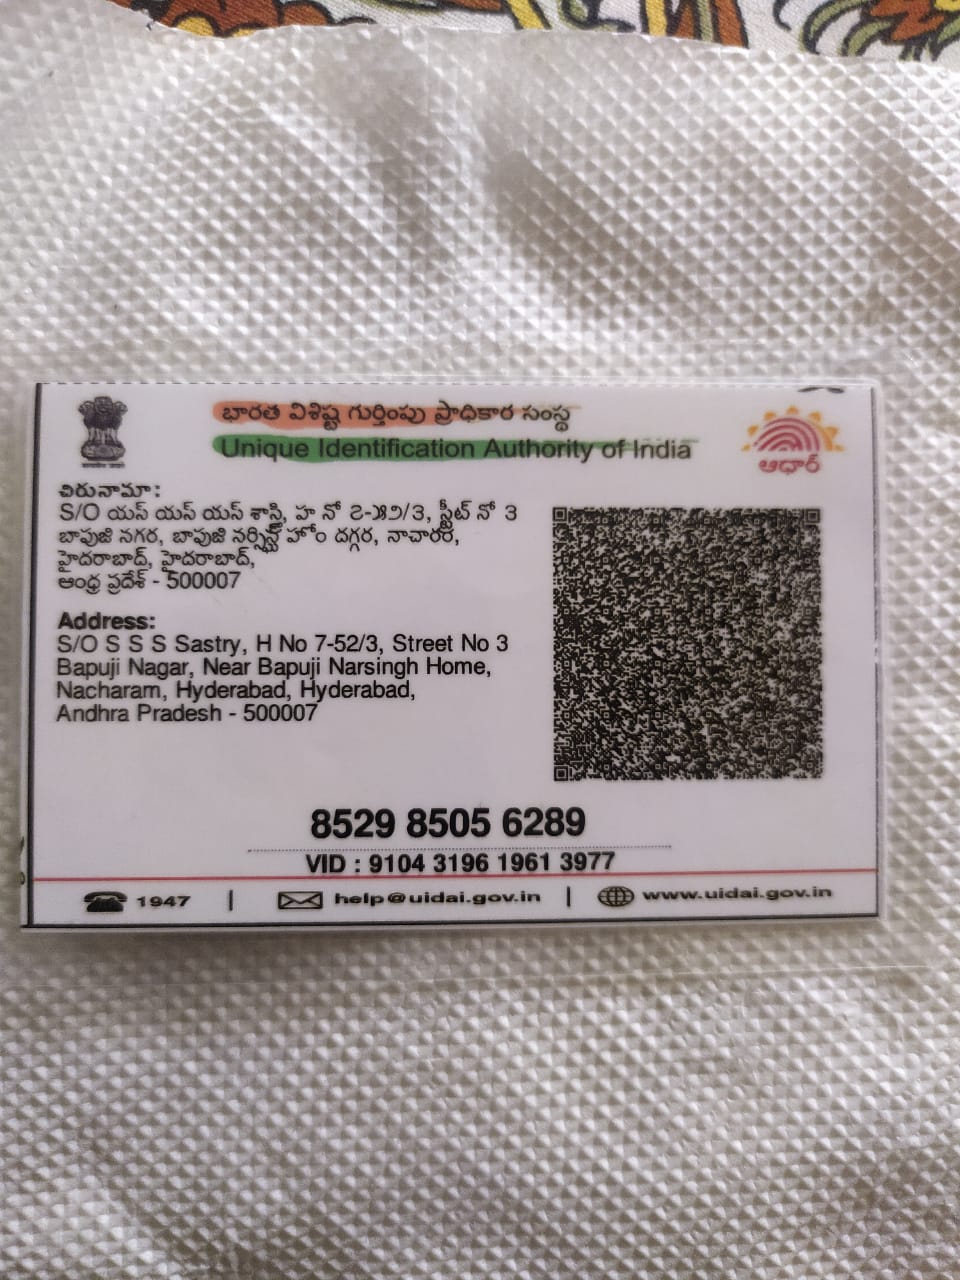 భారత విశిష్ట గుర్తింపు ప్రాధికార సంస్థ
Unique Identification Authority of India
ఆధార్
చిరునామా:
S/O యస్ యస్ యస్ శాస్త్రి, హ నో ౭-౫౨/3, స్ట్రీట్ నో 3
బాపుజి నగర, బాపుజి నర్సింగ్ హోం దగ్గర, నాచారం,
హైదరాబాద్, హైదరాబాద్,
ఆంధ్ర ప్రదేశ్ - 500007
Address:
S/O S S S Sastry, H No 7-52/3, Street No 3
Bapuji Nagar, Near Bapuji Narsingh Home,
Nacharam, Hyderabad, Hyderabad,
Andhra Pradesh - 500007
8529 8505 6289
VID : 9104 3196 1961 3977
1947 | help@uidai.gov.in | www.uidai.gov.in